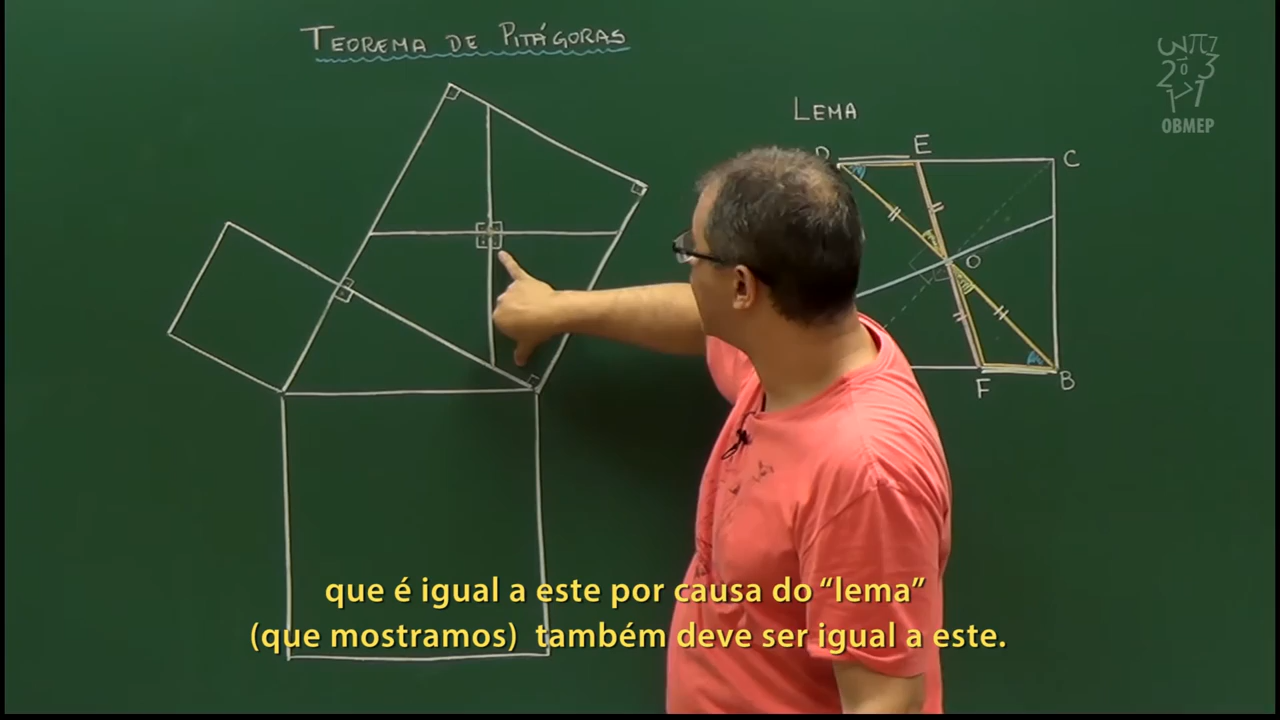 TEOREMA DE PITÁGORAS
OBMEP
LEMA
D
E
C
O
F
B
que é igual a este por causa do “lema”
(que mostramos) também deve ser igual a este.